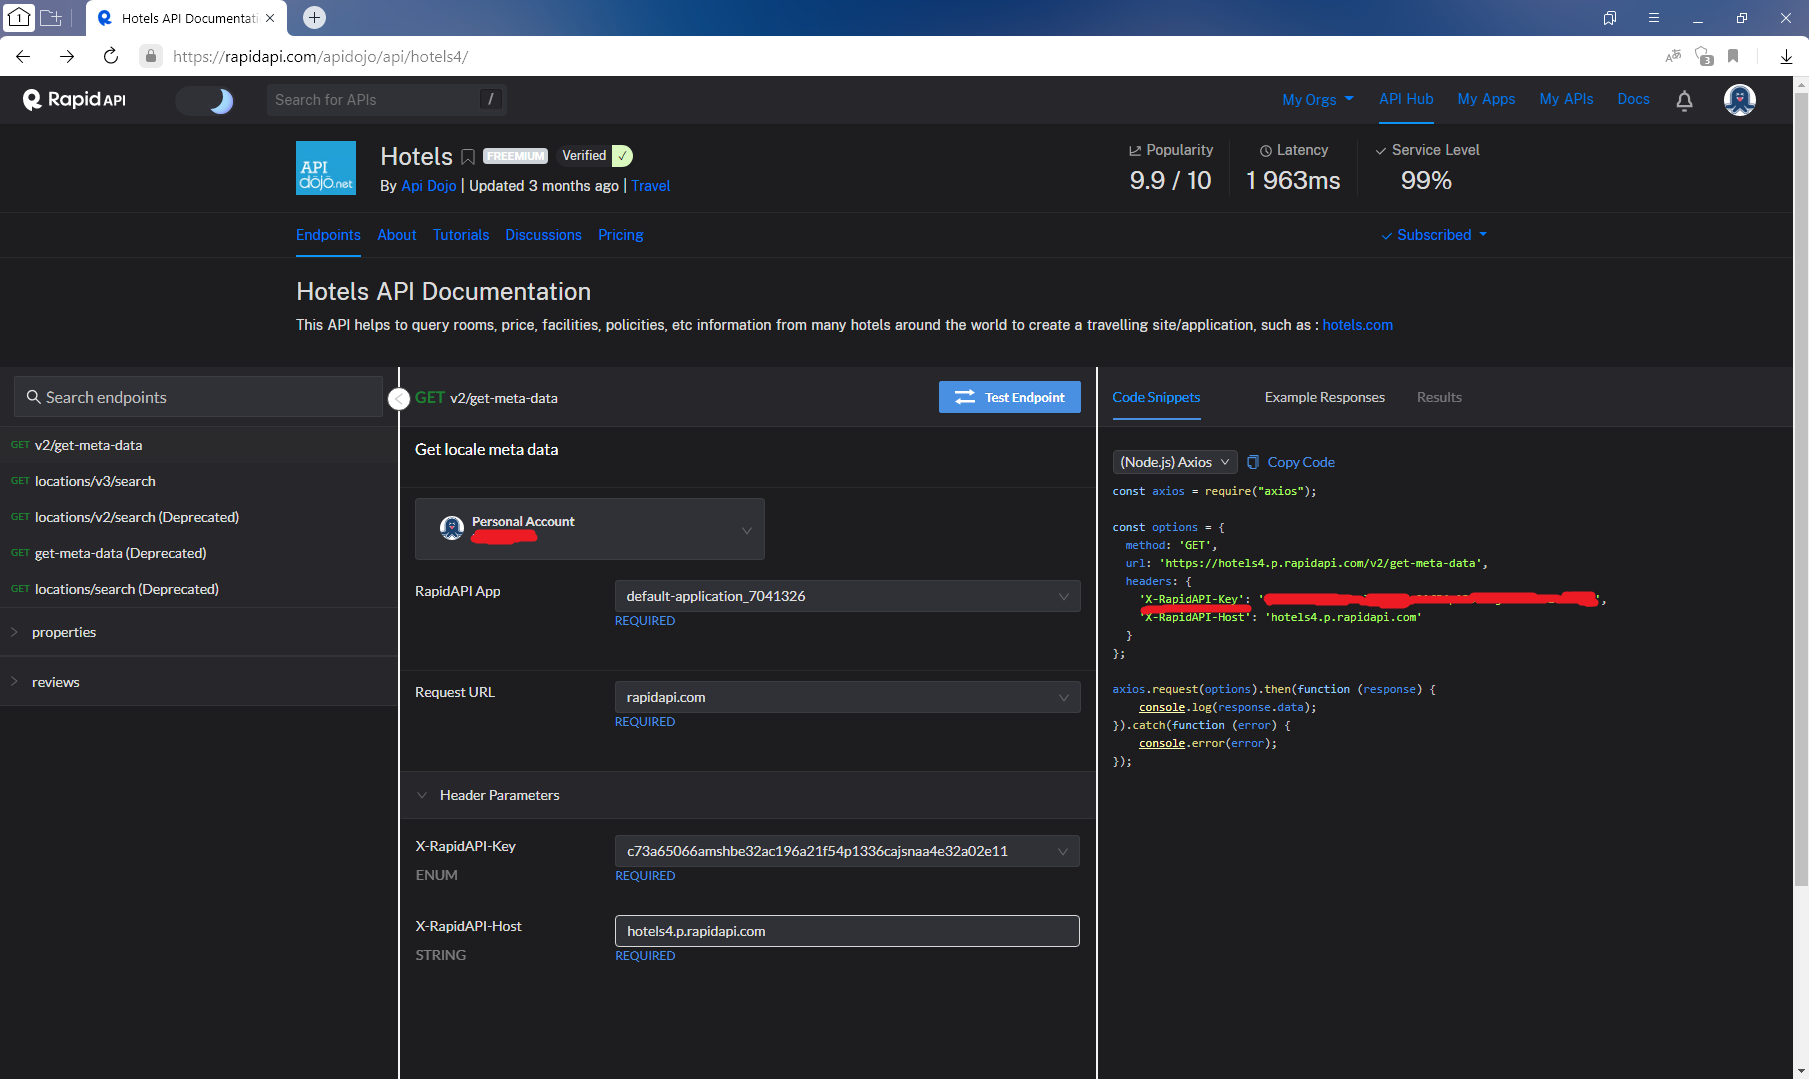 1
Hotels API Documentati
https://rapidapi.com/apidojo/api/hotels4/
3
Rapid API
Search for APIs
/
My Orgs
API Hub
My Apps
My APIs
Docs
API
dojo.net
Hotels
FREEMIUM
Verified
By Api Dojo | Updated 3 months ago | Travel
Popularity
9.9 / 10
Latency
1 963ms
Service Level
99%
Endpoints
About
Tutorials
Discussions
Pricing
Subscribed
Hotels API Documentation
This API helps to query rooms, price, facilities, policities, etc information from many hotels around the world to create a travelling site/application, such as : hotels.com
Search endpoints
GET v2/get-meta-data
GET locations/v3/search
GET locations/v2/search (Deprecated)
GET get-meta-data (Deprecated)
GET locations/search (Deprecated)
properties
reviews
GET v2/get-meta-data
Test Endpoint
Get locale meta data
Personal Account
RapidAPI App
default-application_7041326
REQUIRED
Request URL
rapidapi.com
REQUIRED
Header Parameters
X-RapidAPI-Key
ENUM
c73a65066amshbe32ac196a21f54p1336cajsnaa4e32a02e11
REQUIRED
X-RapidAPI-Host
STRING
hotels4.p.rapidapi.com
REQUIRED
Code Snippets
Example Responses
Results
(Node.js) Axios
Copy Code
const axios = require("axios");
const options = {
method: 'GET',
url: 'https://hotels4.p.rapidapi.com/v2/get-meta-data',
headers: {
'X-RapidAPI-Key': '
',
'X-RapidAPI-Host': 'hotels4.p.rapidapi.com'
}
};
axios.request(options).then(function (response) {
console.log(response.data);
}).catch(function (error) {
console.error(error);
});